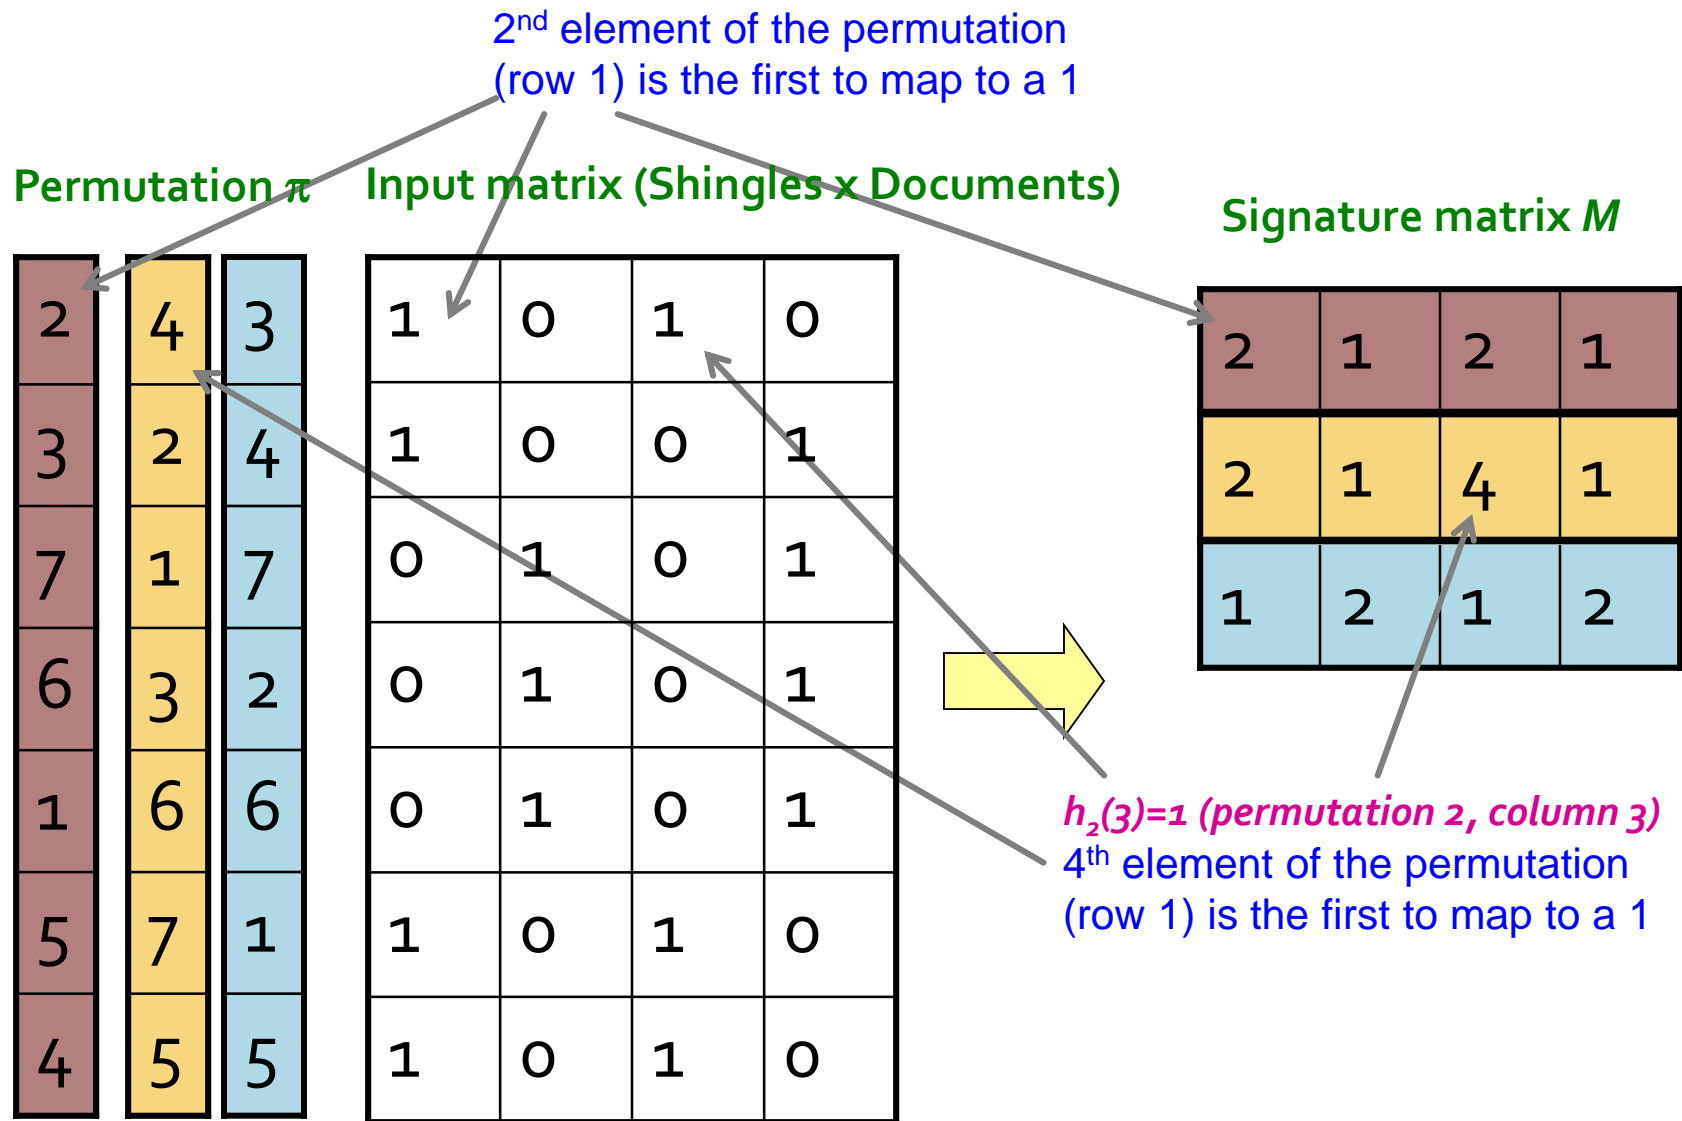 2nd element of the permutation
(row 1) is the first to map to a 1
Permutation π
Input matrix (Shingles x Documents)
Signature matrix M
2 4 3 1 0 1 0
3 2 4 1 0 0 1
7 1 7 0 1 0 1
6 3 2 0 1 0 1
1 6 6 0 1 0 1
5 7 1 1 0 1 0
4 5 5 1 0 1 0
2 1 2 1
2 1 4 1
1 2 1 2
h2(3)=1 (permutation 2, column 3)
4th element of the permutation
(row 1) is the first to map to a 1